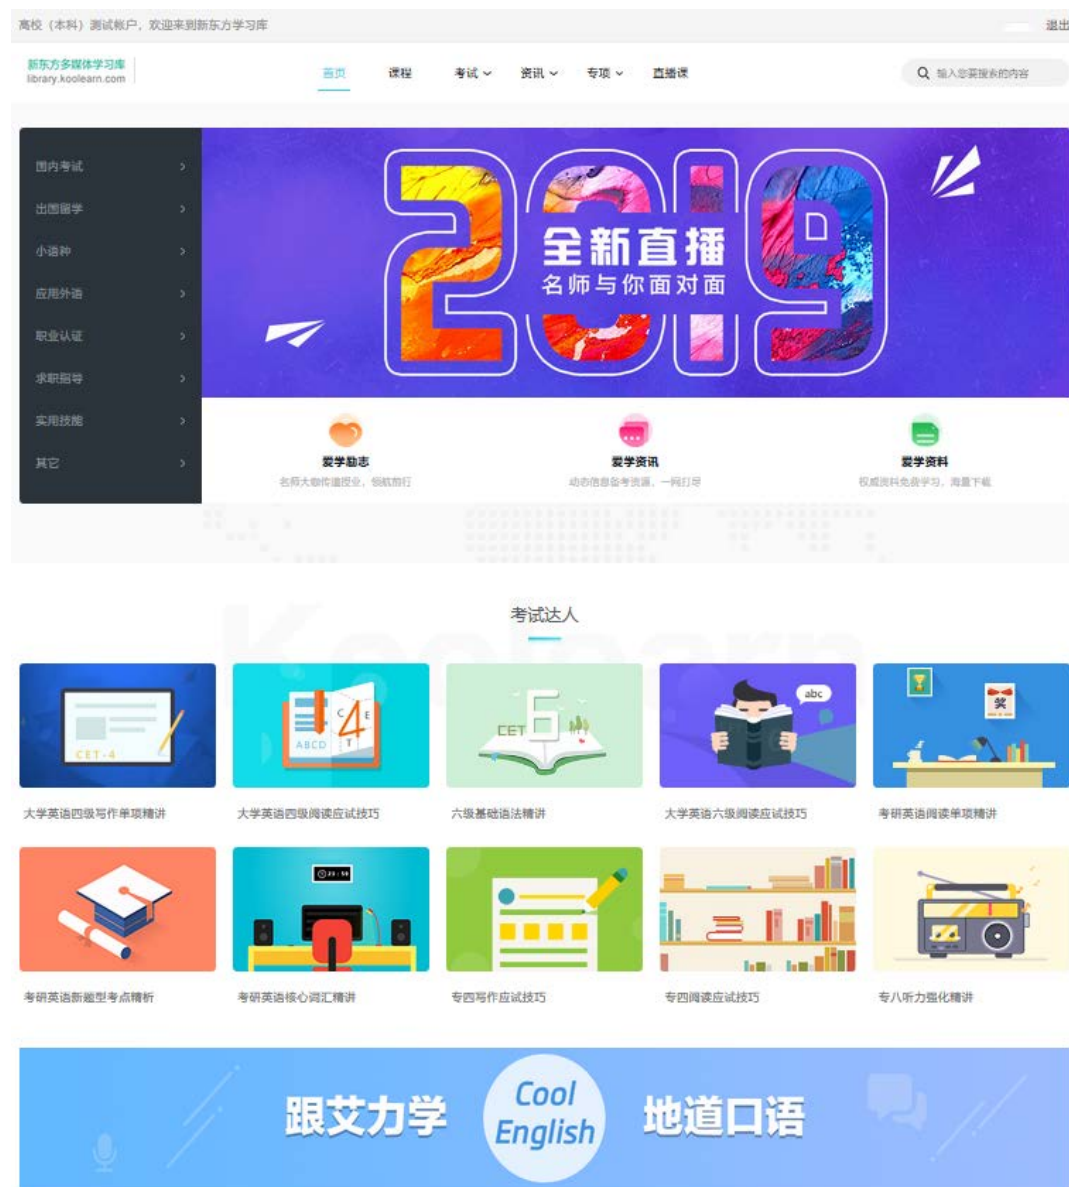 高校（本科）测试帐户，欢迎来到新东方学习库
退出
新东方多媒体学习库
library.koolearn.com
首页 课程 考试 资讯 专项 直播课
输入您要搜索的内容
国内考试
出国留学
小语种
应用外语
职业认证
求职指导
实用技能
其它
2019
全新直播
名师与你面对面
爱学励志 爱学资讯 爱学资料
名师大咖传道授业，领航前行 动态信息备考资源，一网打尽 权威资料免费学习，海量下载
Koolearn
考试达人
CET-4
ABCD
C E T
4
CET 6
abc
奖
大学英语四级写作单项精讲 大学英语四级阅读应试技巧 六级基础语法精讲 大学英语六级阅读应试技巧 考研英语阅读单项精讲
考研英语新题型考点精析 考研英语核心词汇精讲 专四写作应试技巧 专四阅读应试技巧 专八听力强化精讲
跟艾力学 Cool English 地道口语